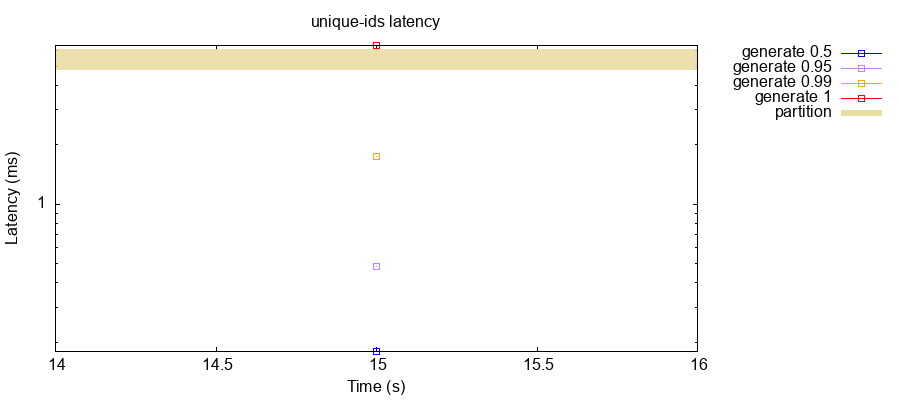 unique-ids latency
generate 0.5
generate 0.95
generate 0.99
generate 1
partition
Latency (ms)
1
14
14.5
15
15.5
16
Time (s)